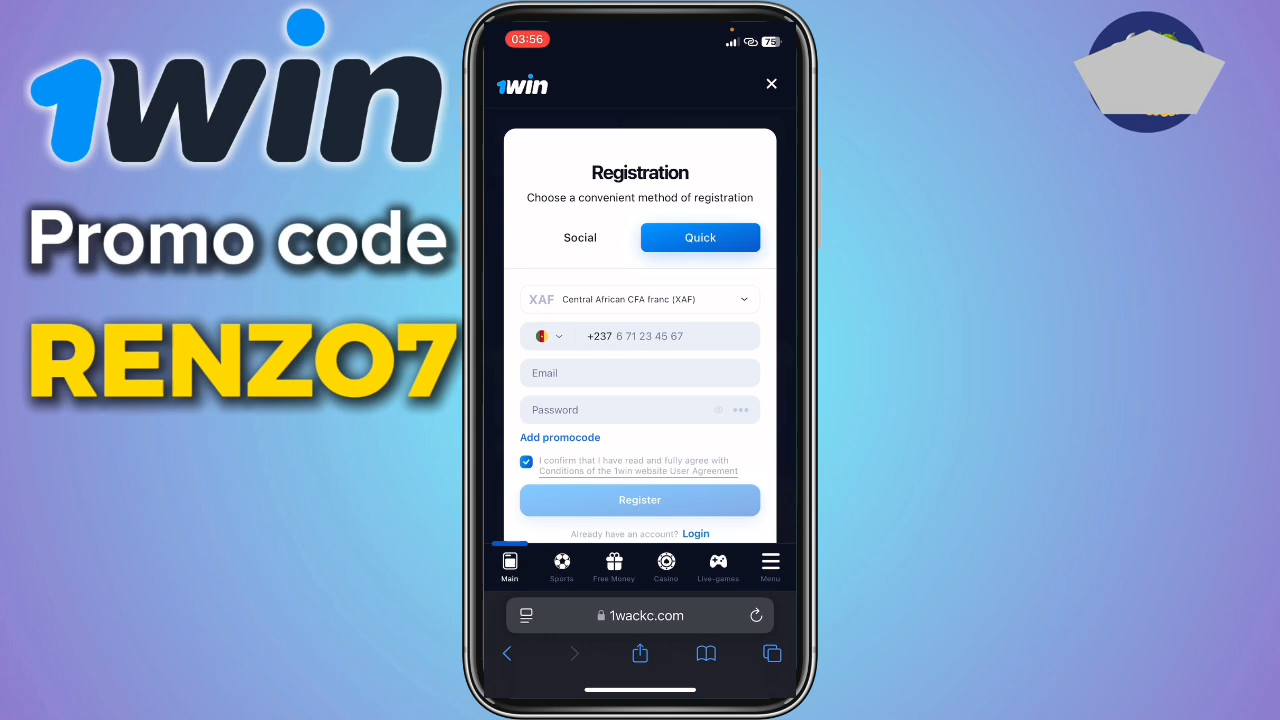 1win
Promo code
RENZO7
03:56
75
1win
Registration
Choose a convenient method of registration
Social
Quick
XAF Central African CFA franc (XAF)
+237 6 71 23 45 67
Email
Password
Add promocode
I confirm that I have read and fully agree with
Conditions of the 1win website User Agreement
Register
Already have an account? Login
Main Sports Free Money Casino Live-games Menu
1wackc.com